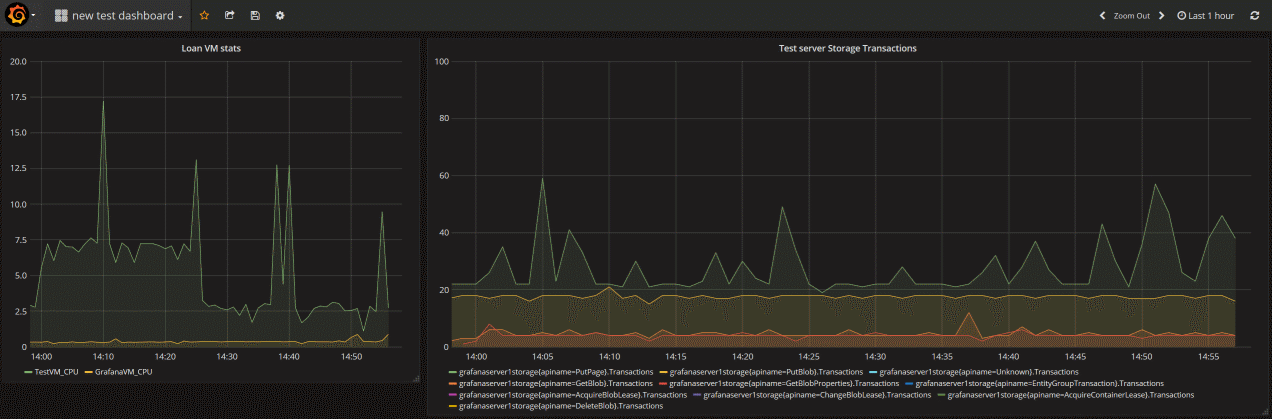 new test dashboard
Zoom Out
Last 1 hour
Loan VM stats
20.0
17.5
15.0
12.5
10.0
7.5
5.0
2.5
0
14:00 14:10 14:20 14:30 14:40 14:50
TestVM_CPU GrafanaVM_CPU
Test server Storage Transactions
100
80
60
40
20
0
14:00 14:05 14:10 14:15 14:20 14:25 14:30 14:35 14:40 14:45 14:50 14:55
grafanaserver1storage{apiname=PutPage}.Transactions grafanaserver1storage{apiname=PutBlob}.Transactions grafanaserver1storage{apiname=Unknown}.Transactions
grafanaserver1storage{apiname=GetBlob}.Transactions grafanaserver1storage{apiname=GetBlobProperties}.Transactions grafanaserver1storage{apiname=EntityGroupTransaction}.Transactions
grafanaserver1storage{apiname=AcquireBlobLease}.Transactions grafanaserver1storage{apiname=ChangeBlobLease}.Transactions grafanaserver1storage{apiname=AcquireContainerLease}.Transactions
grafanaserver1storage{apiname=DeleteBlob}.Transactions